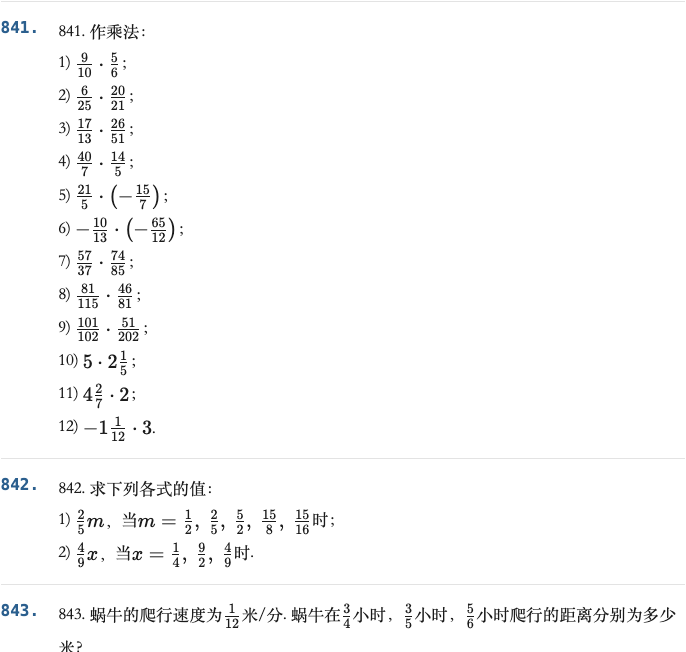 841. 841. 作乘法:
1) 9/10 · 5/6;
2) 6/25 · 20/21;
3) 17/13 · 26/51;
4) 40/7 · 14/5;
5) 21/5 · (−15/7);
6) −10/13 · (−65/12);
7) 57/37 · 74/85;
8) 81/115 · 46/81;
9) 101/102 · 51/202;
10) 5 · 2 1/5;
11) 4 2/7 · 2;
12) −1 1/12 · 3.
842. 842. 求下列各式的值:
1) 2/5 m, 当m = 1/2, 2/5, 5/2, 15/8, 15/16时;
2) 4/9 x, 当x = 1/4, 9/2, 4/9时.
843. 843. 蜗牛的爬行速度为1/12米/分. 蜗牛在3/4小时, 3/5小时, 5/6小时爬行的距离分别为多少
米?